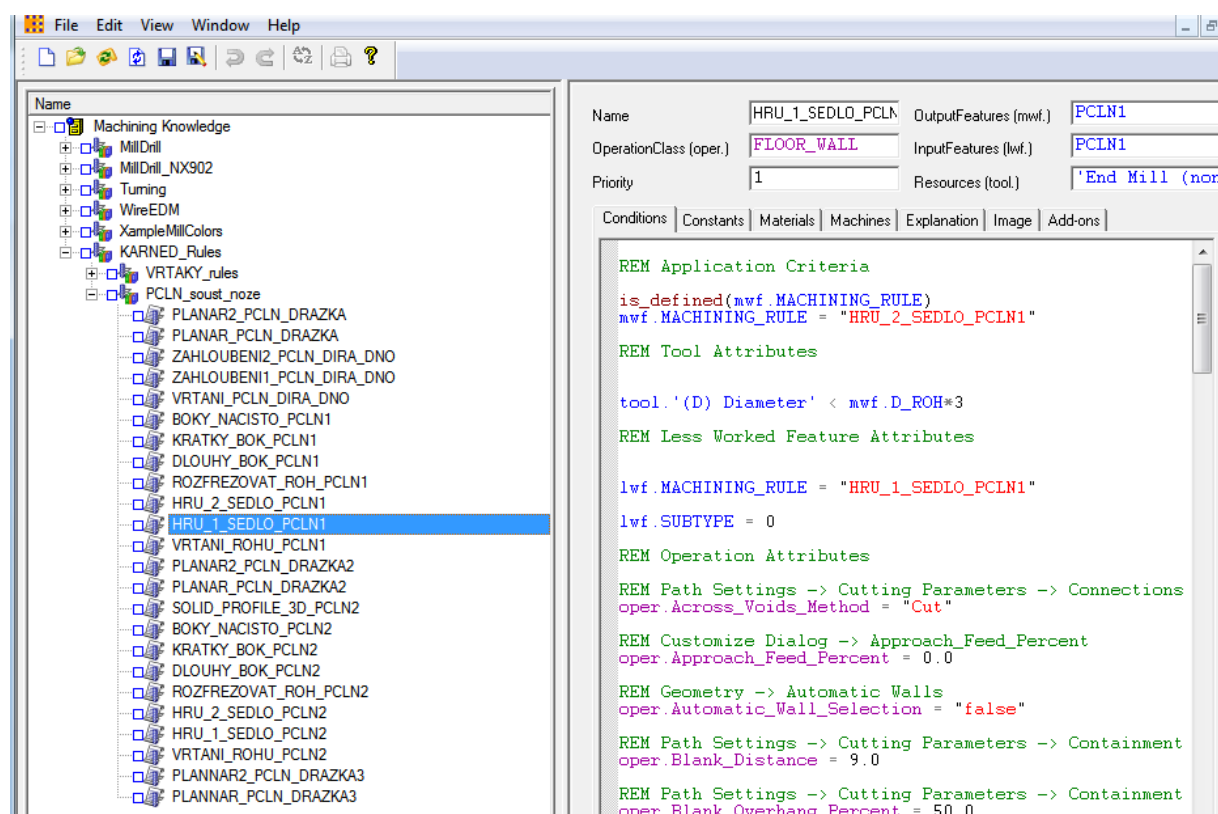 File Edit View Window Help
Name
Machining Knowledge
MillDrill
MillDrill_NX902
Turning
WireEDM
XampleMillColors
KARNED_Rules
VRTAKY_rules
PCLN_soust_noze
PLANAR2_PCLN_DRAZKA
PLANAR_PCLN_DRAZKA
ZAHLOUBENI2_PCLN_DIRA_DNO
ZAHLOUBENI1_PCLN_DIRA_DNO
VRTANI_PCLN_DIRA_DNO
BOKY_NACISTO_PCLN1
KRATKY_BOK_PCLN1
DLOUHY_BOK_PCLN1
ROZFREZOVAT_ROH_PCLN1
HRU_2_SEDLO_PCLN1
HRU_1_SEDLO_PCLN1
VRTANI_ROHU_PCLN1
PLANAR2_PCLN_DRAZKA2
PLANAR_PCLN_DRAZKA2
SOLID_PROFILE_3D_PCLN2
BOKY_NACISTO_PCLN2
KRATKY_BOK_PCLN2
DLOUHY_BOK_PCLN2
ROZFREZOVAT_ROH_PCLN2
HRU_2_SEDLO_PCLN2
HRU_1_SEDLO_PCLN2
VRTANI_ROHU_PCLN2
PLANNAR2_PCLN_DRAZKA3
PLANNAR_PCLN_DRAZKA3
Name HRU_1_SEDLO_PCLN OutputFeatures (mwf.) PCLN1
OperationClass (oper.) FLOOR_WALL InputFeatures (lwf.) PCLN1
Priority 1 Resources (tool.) 'End Mill (nor
Conditions Constants Materials Machines Explanation Image Add-ons
REM Application Criteria
is_defined(mwf.MACHINING_RULE)
mwf.MACHINING_RULE = "HRU_2_SEDLO_PCLN1"
REM Tool Attributes
tool.'(D) Diameter' < mwf.D_ROH*3
REM Less Worked Feature Attributes
lwf.MACHINING_RULE = "HRU_1_SEDLO_PCLN1"
lwf.SUBTYPE = 0
REM Operation Attributes
REM Path Settings -> Cutting Parameters -> Connections
oper.Across_Voids_Method = "Cut"
REM Customize Dialog -> Approach_Feed_Percent
oper.Approach_Feed_Percent = 0.0
REM Geometry -> Automatic Walls
oper.Automatic_Wall_Selection = "false"
REM Path Settings -> Cutting Parameters -> Containment
oper.Blank_Distance = 9.0
REM Path Settings -> Cutting Parameters -> Containment
oper.Blank_Overhang_Percent = 50.0